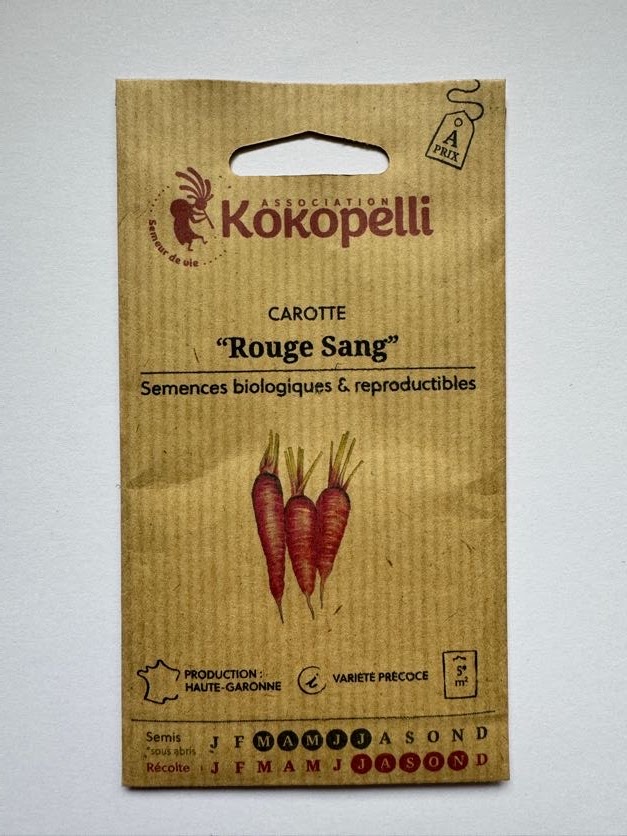 A
PRIX
ASSOCIATION
Kokopelli
Semeur de vie
CAROTTE
“Rouge Sang”
Semences biologiques & reproductibles
PRODUCTION :
HAUTE-GARONNE
i
VARIÉTÉ PRÉCOCE
5
m²
Semis J F M A M J J A S O N D
*sous abris
Récolte J F M A M J J A S O N D